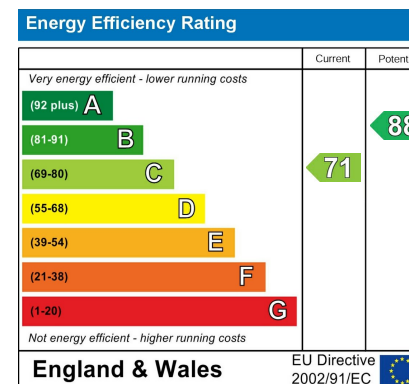 Energy Efficiency Rating
Current Potent
Very energy efficient - lower running costs
(92 plus) A
(81-91) B
88
(69-80) C
71
(55-68) D
(39-54) E
(21-38) F
(1-20) G
Not energy efficient - higher running costs
England & Wales
EU Directive
2002/91/EC